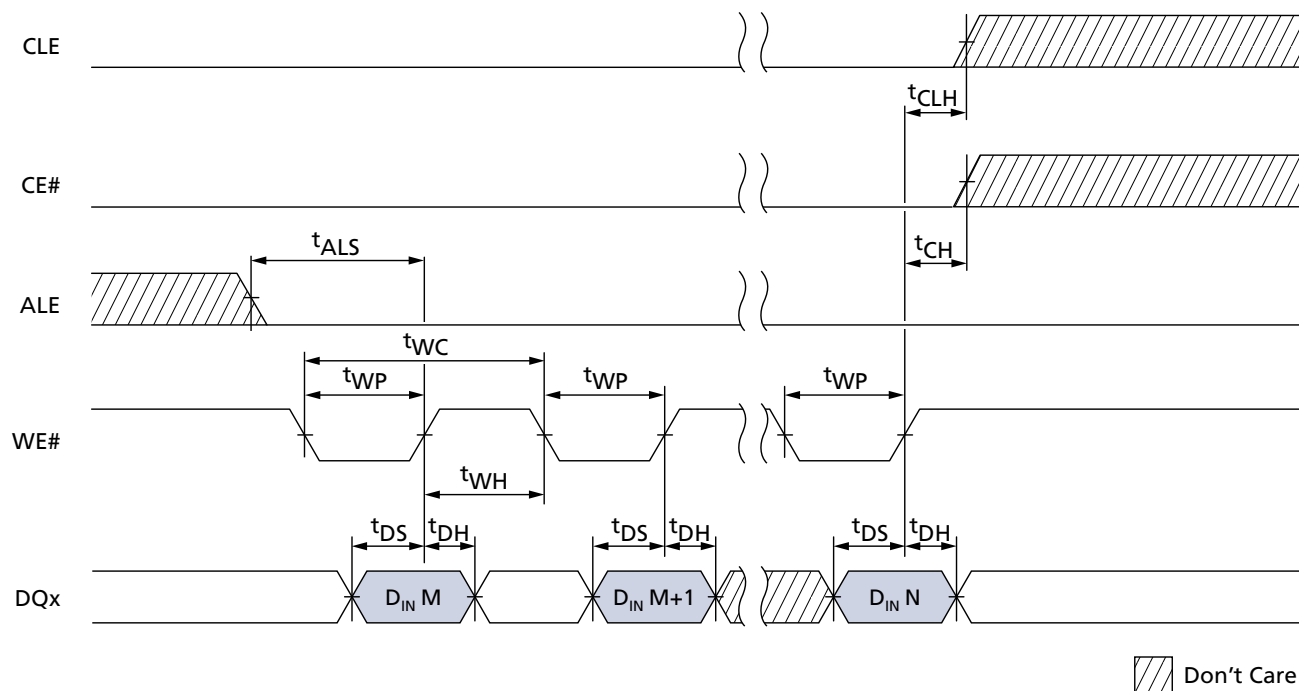 CLE
tCLH
CE#
tALS
tCH
ALE
tWC
tWP
tWP
tWP
WE#
tWH
tDS
tDH
tDS
tDH
tDS
tDH
DQx
DIN M
DIN M+1
DIN N
Don't Care